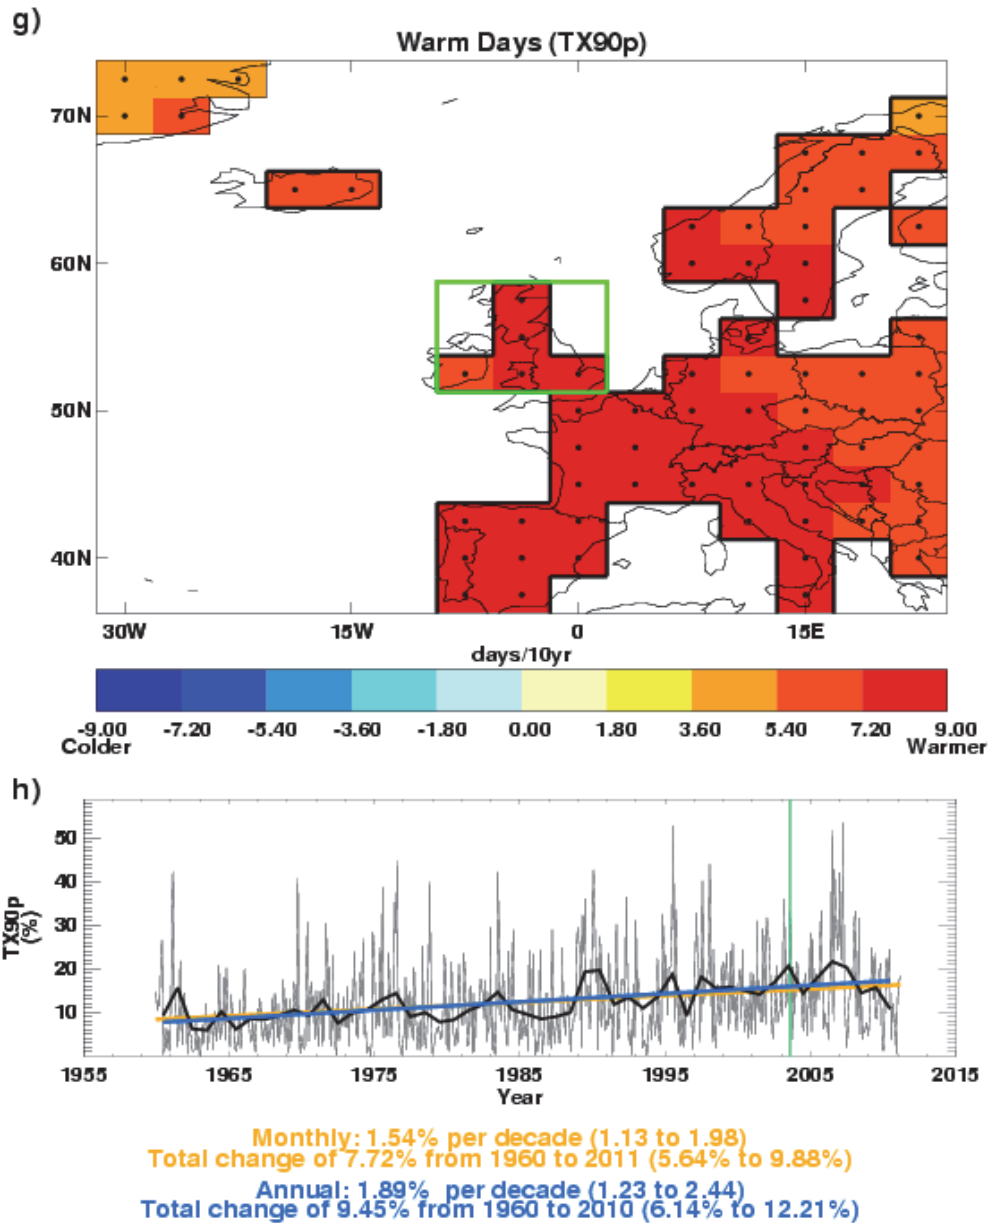 g)
Warm Days (TX90p)
70N
60N
50N
40N
30W 15W 0 15E
days/10yr
-9.00 -7.20 -5.40 -3.60 -1.80 0.00 1.80 3.60 5.40 7.20 9.00
Colder Warmer
h)
50
40
30
20
10
TX90p
(%)
1955 1965 1975 1985 1995 2005 2015
Year
Monthly: 1.54% per decade (1.13 to 1.98)
Total change of 7.72% from 1960 to 2011 (5.64% to 9.88%)
Annual: 1.89% per decade (1.23 to 2.44)
Total change of 9.45% from 1960 to 2010 (6.14% to 12.21%)